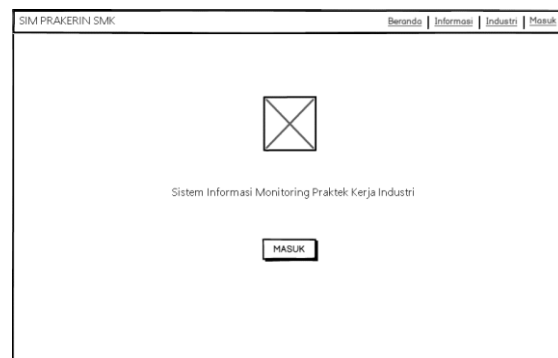 SIM PRAKERIN SMK
Beranda | Informasi | Industri | Masuk
Sistem Informasi Monitoring Praktek Kerja Industri
MASUK